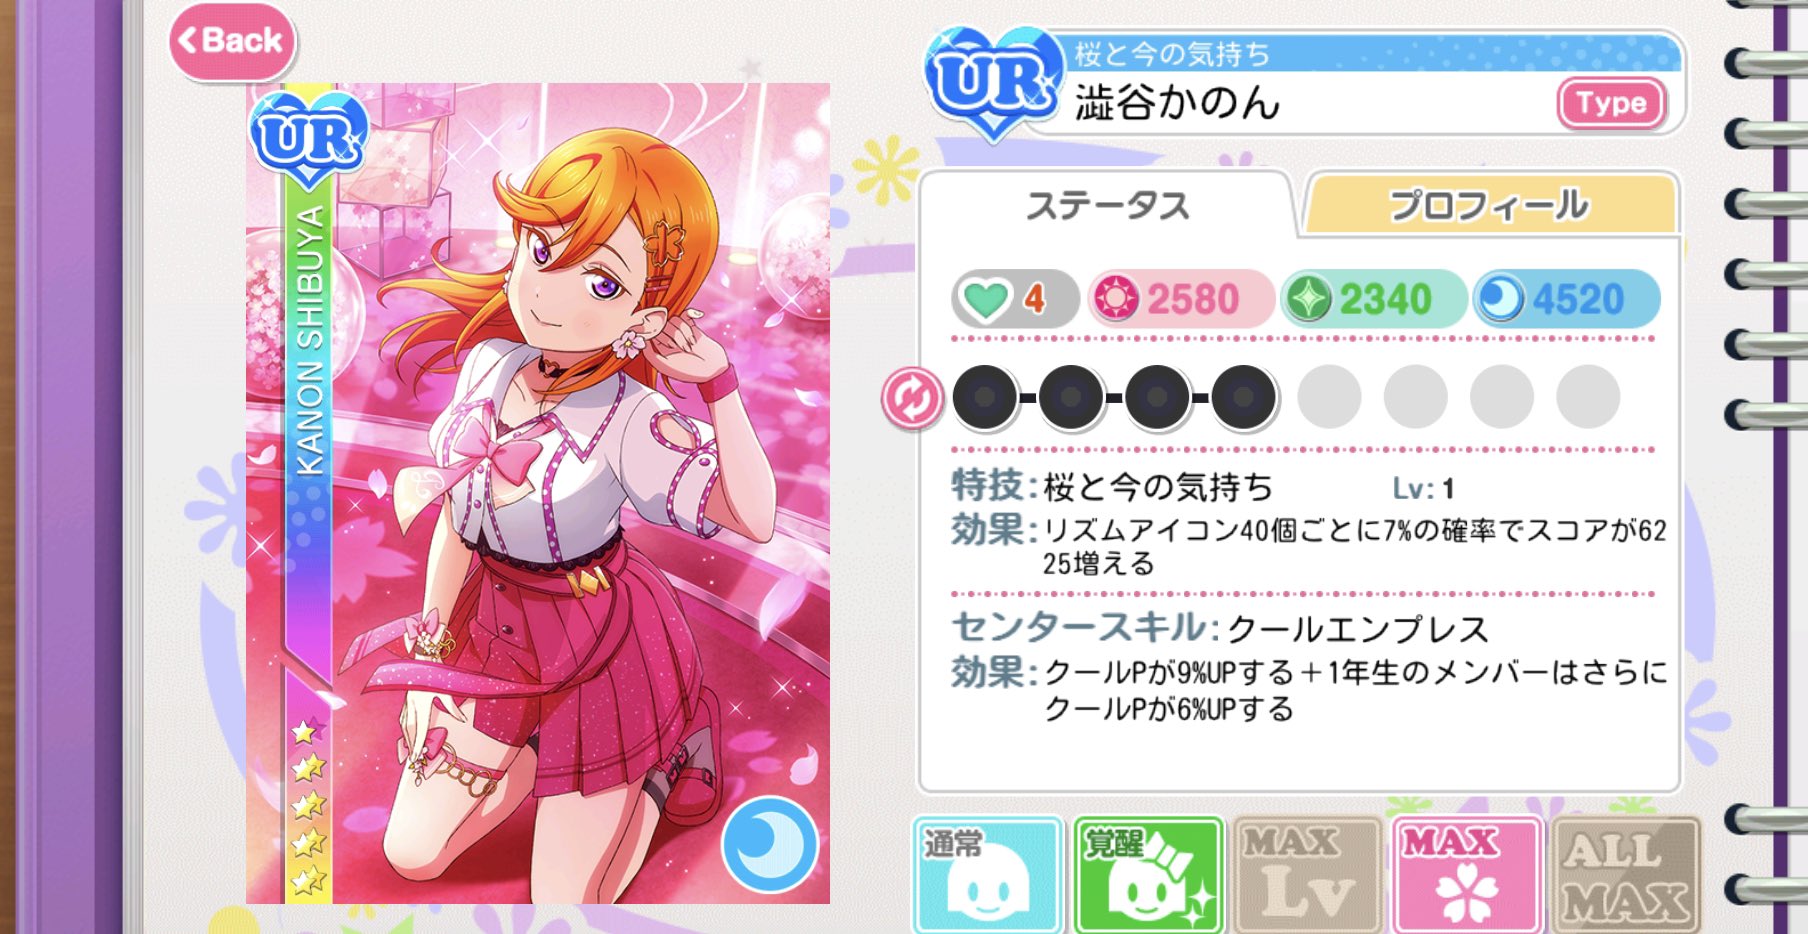 Back
UR
KANON SHIBUYA
UR
桜と今の気持ち
澁谷かのん
Type
ステータス
プロフィール
4
2580
2340
4520
特技:桜と今の気持ち Lv:1
効果:リズムアイコン40個ごとに7%の確率でスコアが62
25増える
センタースキル:クールエンプレス
効果:クールPが9%UPする＋1年生のメンバーはさらに
クールPが6%UPする
通常
覚醒
MAX
Lv
MAX
ALL
MAX